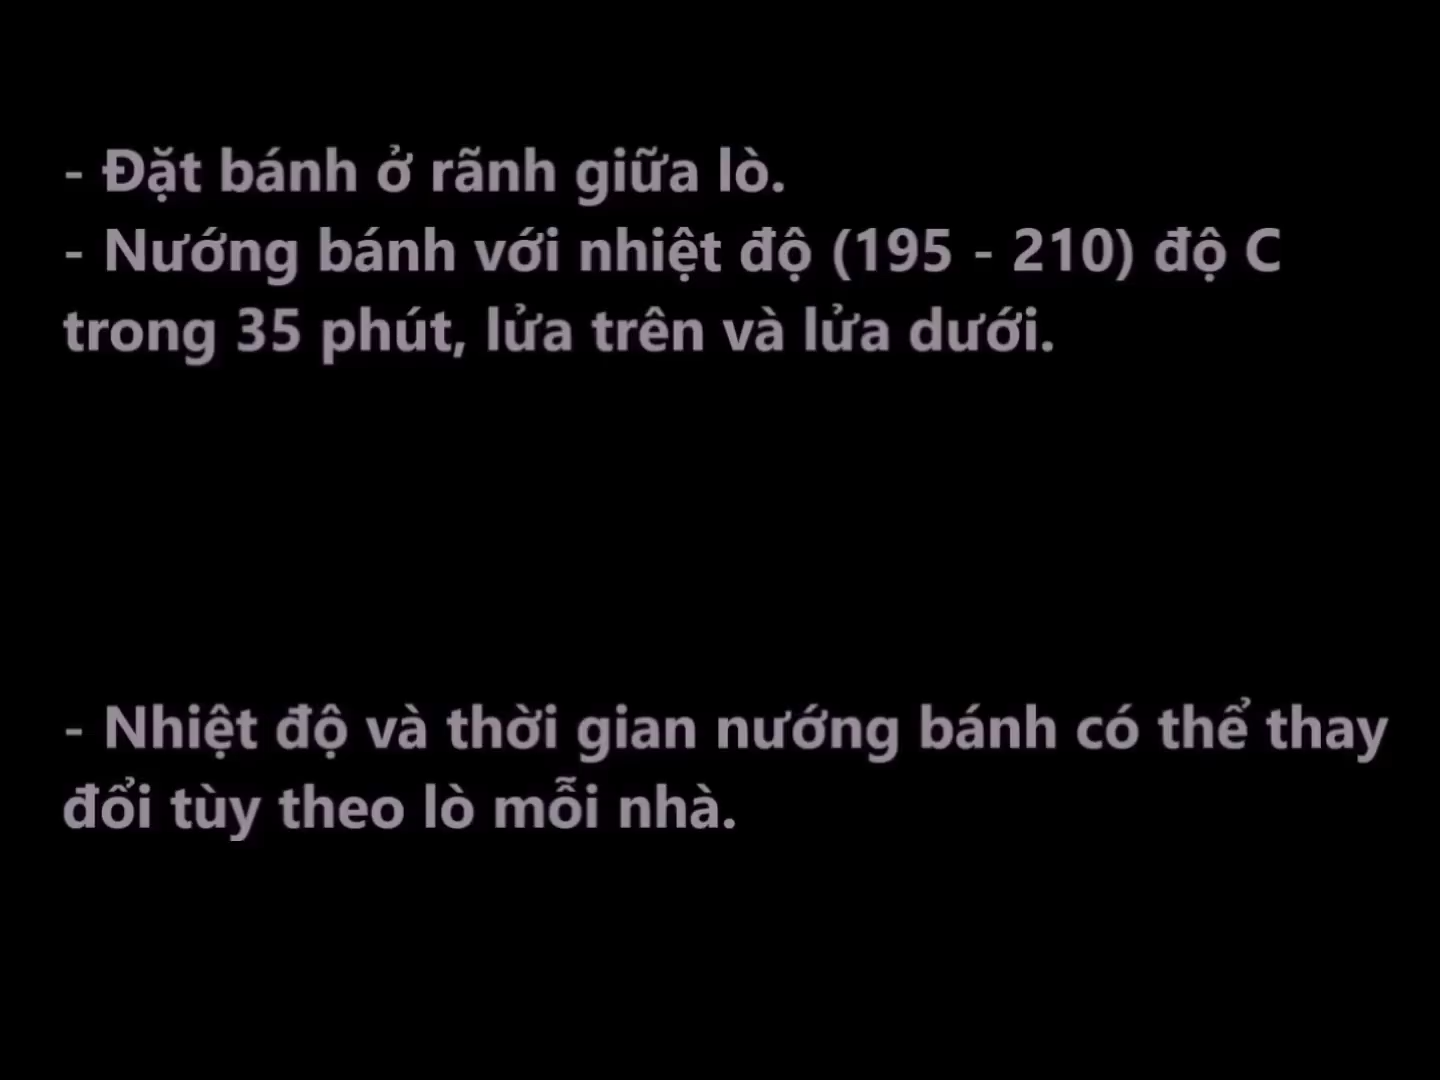 - Đặt bánh ở rãnh giữa lò.
- Nướng bánh với nhiệt độ (195 - 210) độ C
trong 35 phút, lửa trên và lửa dưới.
- Nhiệt độ và thời gian nướng bánh có thể thay
đổi tùy theo lò mỗi nhà.